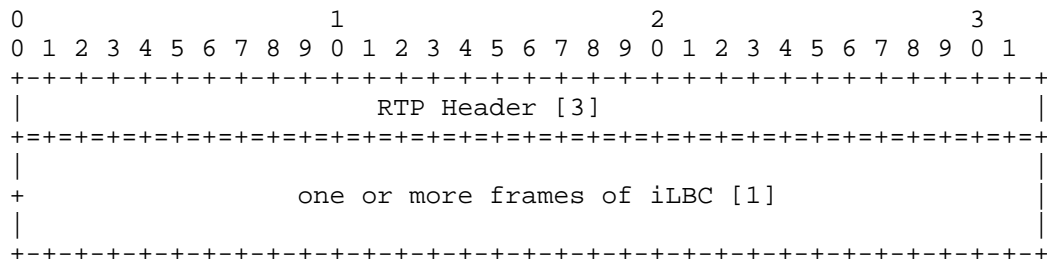 0                   1                   2                   3
0 1 2 3 4 5 6 7 8 9 0 1 2 3 4 5 6 7 8 9 0 1 2 3 4 5 6 7 8 9 0 1
+-+-+-+-+-+-+-+-+-+-+-+-+-+-+-+-+-+-+-+-+-+-+-+-+-+-+-+-+-+-+-+-+
|                      RTP Header [3]                           |
+=+=+=+=+=+=+=+=+=+=+=+=+=+=+=+=+=+=+=+=+=+=+=+=+=+=+=+=+=+=+=+=+
|                                                               |
+                 one or more frames of iLBC [1]                |
|                                                               |
+-+-+-+-+-+-+-+-+-+-+-+-+-+-+-+-+-+-+-+-+-+-+-+-+-+-+-+-+-+-+-+-+